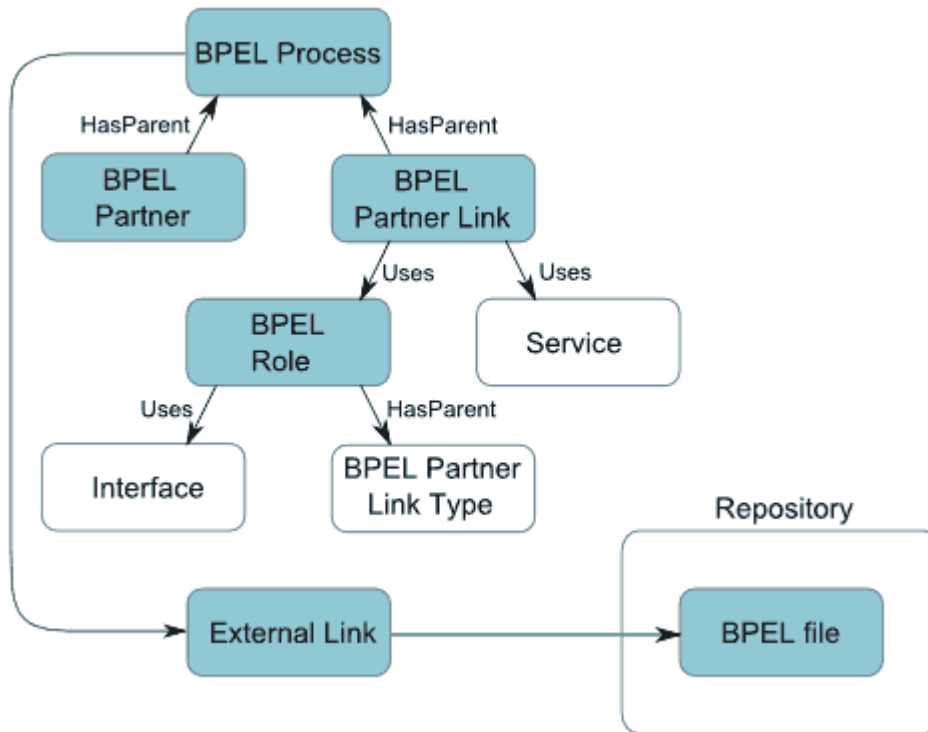 BPEL Process
HasParent
HasParent
BPEL
Partner
BPEL
Partner Link
Uses
Uses
BPEL
Role
Service
Uses
HasParent
Interface
BPEL Partner
Link Type
Repository
External Link
BPEL file